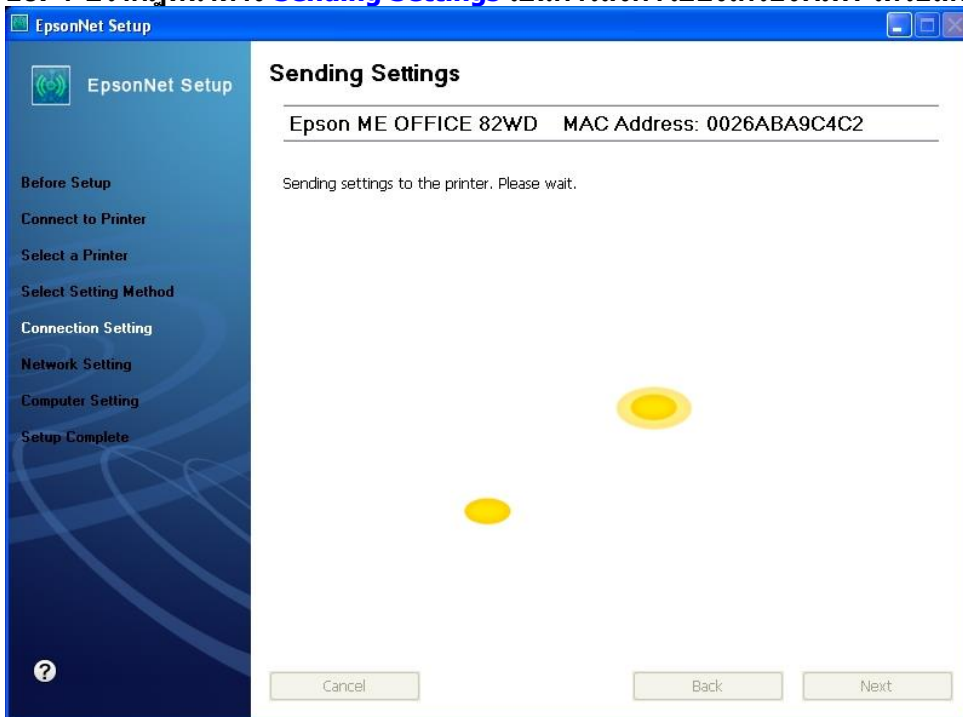 Sending Settings
EpsonNet Setup
EpsonNet Setup
Sending Settings
Epson ME OFFICE 82WD MAC Address: 0026ABA9C4C2
Before Setup
Sending settings to the printer. Please wait.
Connect to Printer
Select a Printer
Select Setting Method
Connection Setting
Network Setting
Computer Setting
Setup Complete
?
Cancel
Back
Next